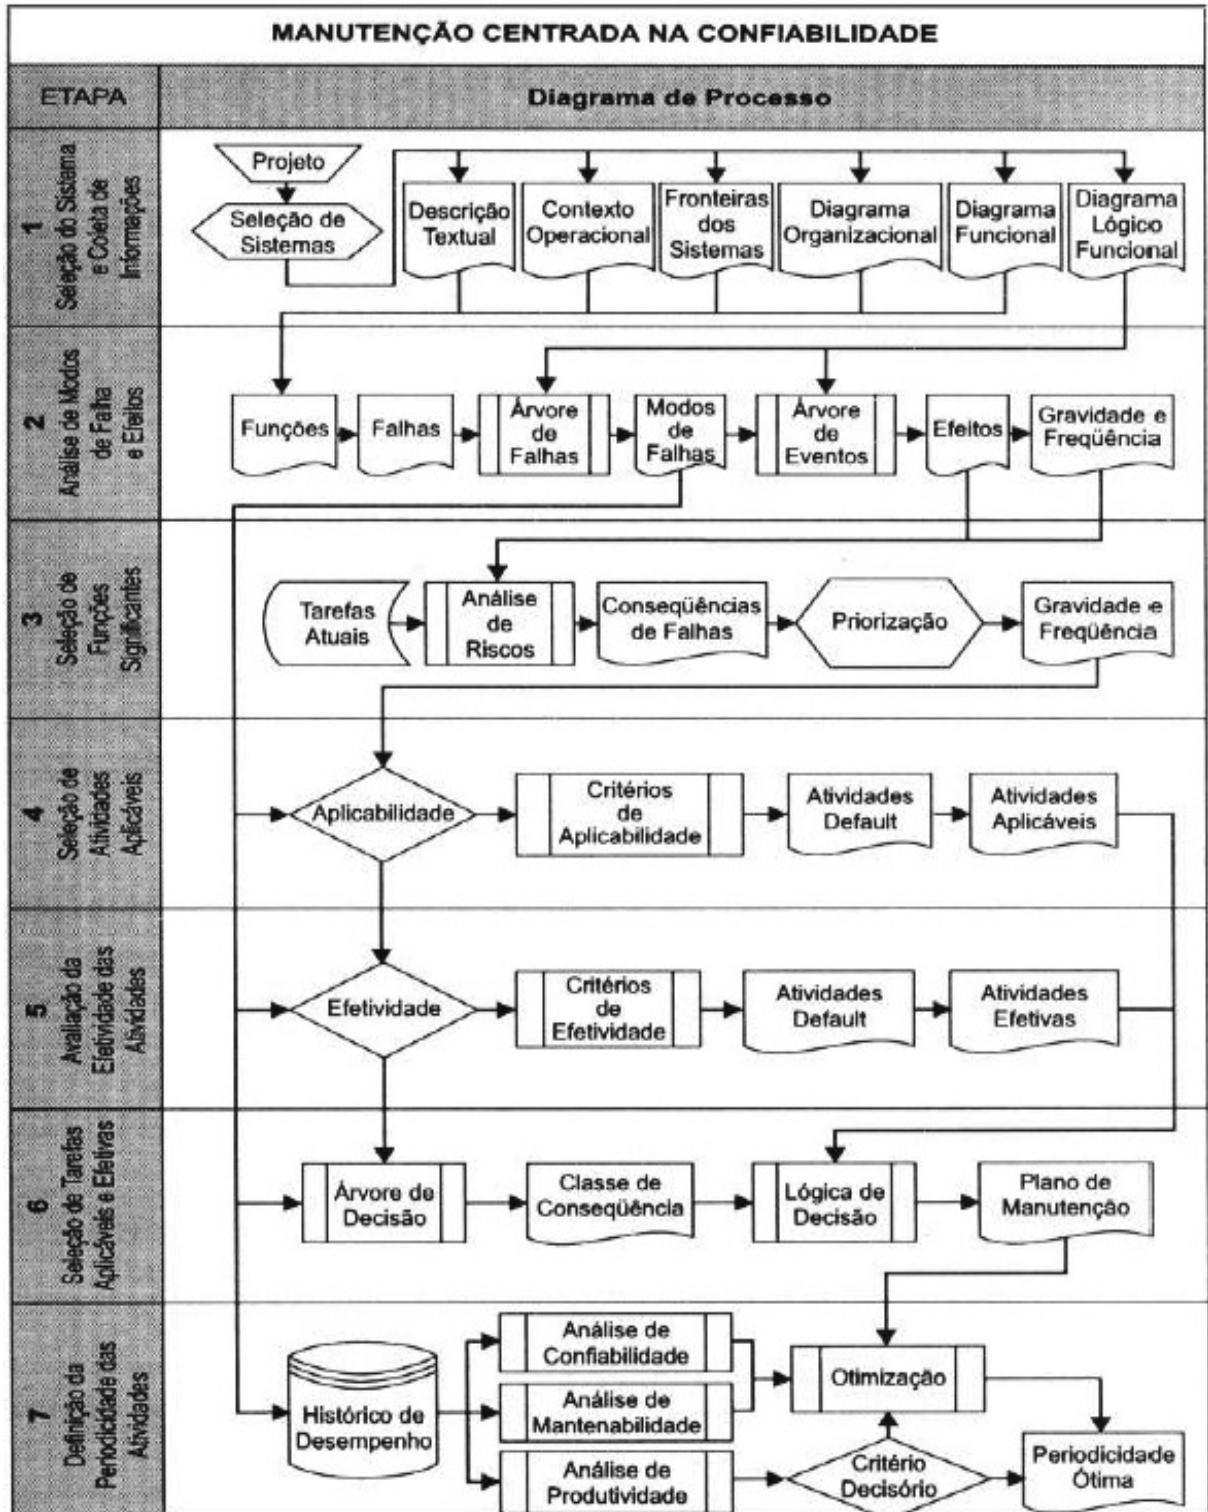 MANUTENÇÃO CENTRADA NA CONFIABILIDADE
ETAPA
Diagrama de Processo
1
Seleção do Sistema
e Coleta de
Informações
Projeto
Seleção de
Sistemas
Descrição
Textual
Contexto
Operacional
Fronteiras
dos
Sistemas
Diagrama
Organizacional
Diagrama
Funcional
Diagrama
Lógico
Funcional
2
Análise de Modos
de Falha
e Efeitos
Funções
Falhas
Árvore
de
Falhas
Modos
de
Falhas
Árvore
de
Eventos
Efeitos
Gravidade e
Freqüência
3
Seleção de
Funções
Significantes
Tarefas
Atuais
Análise
de
Riscos
Conseqüências
de Falhas
Priorização
Gravidade e
Freqüência
4
Seleção de
Atividades
Aplicáveis
Aplicabilidade
Critérios
de
Aplicabilidade
Atividades
Default
Atividades
Aplicáveis
5
Avaliação da
Efetividade das
Atividades
Efetividade
Critérios
de
Efetividade
Atividades
Default
Atividades
Efetivas
6
Seleção de Tarefas
Aplicáveis e Efetivas
Árvore de
Decisão
Classe de
Conseqüência
Lógica de
Decisão
Plano de
Manutenção
7
Definição da
Periodicidade das
Atividades
Histórico de
Desempenho
Análise de
Confiabilidade
Análise de
Mantenabilidade
Análise de
Produtividade
Otimização
Critério
Decisório
Periodicidade
Ótima